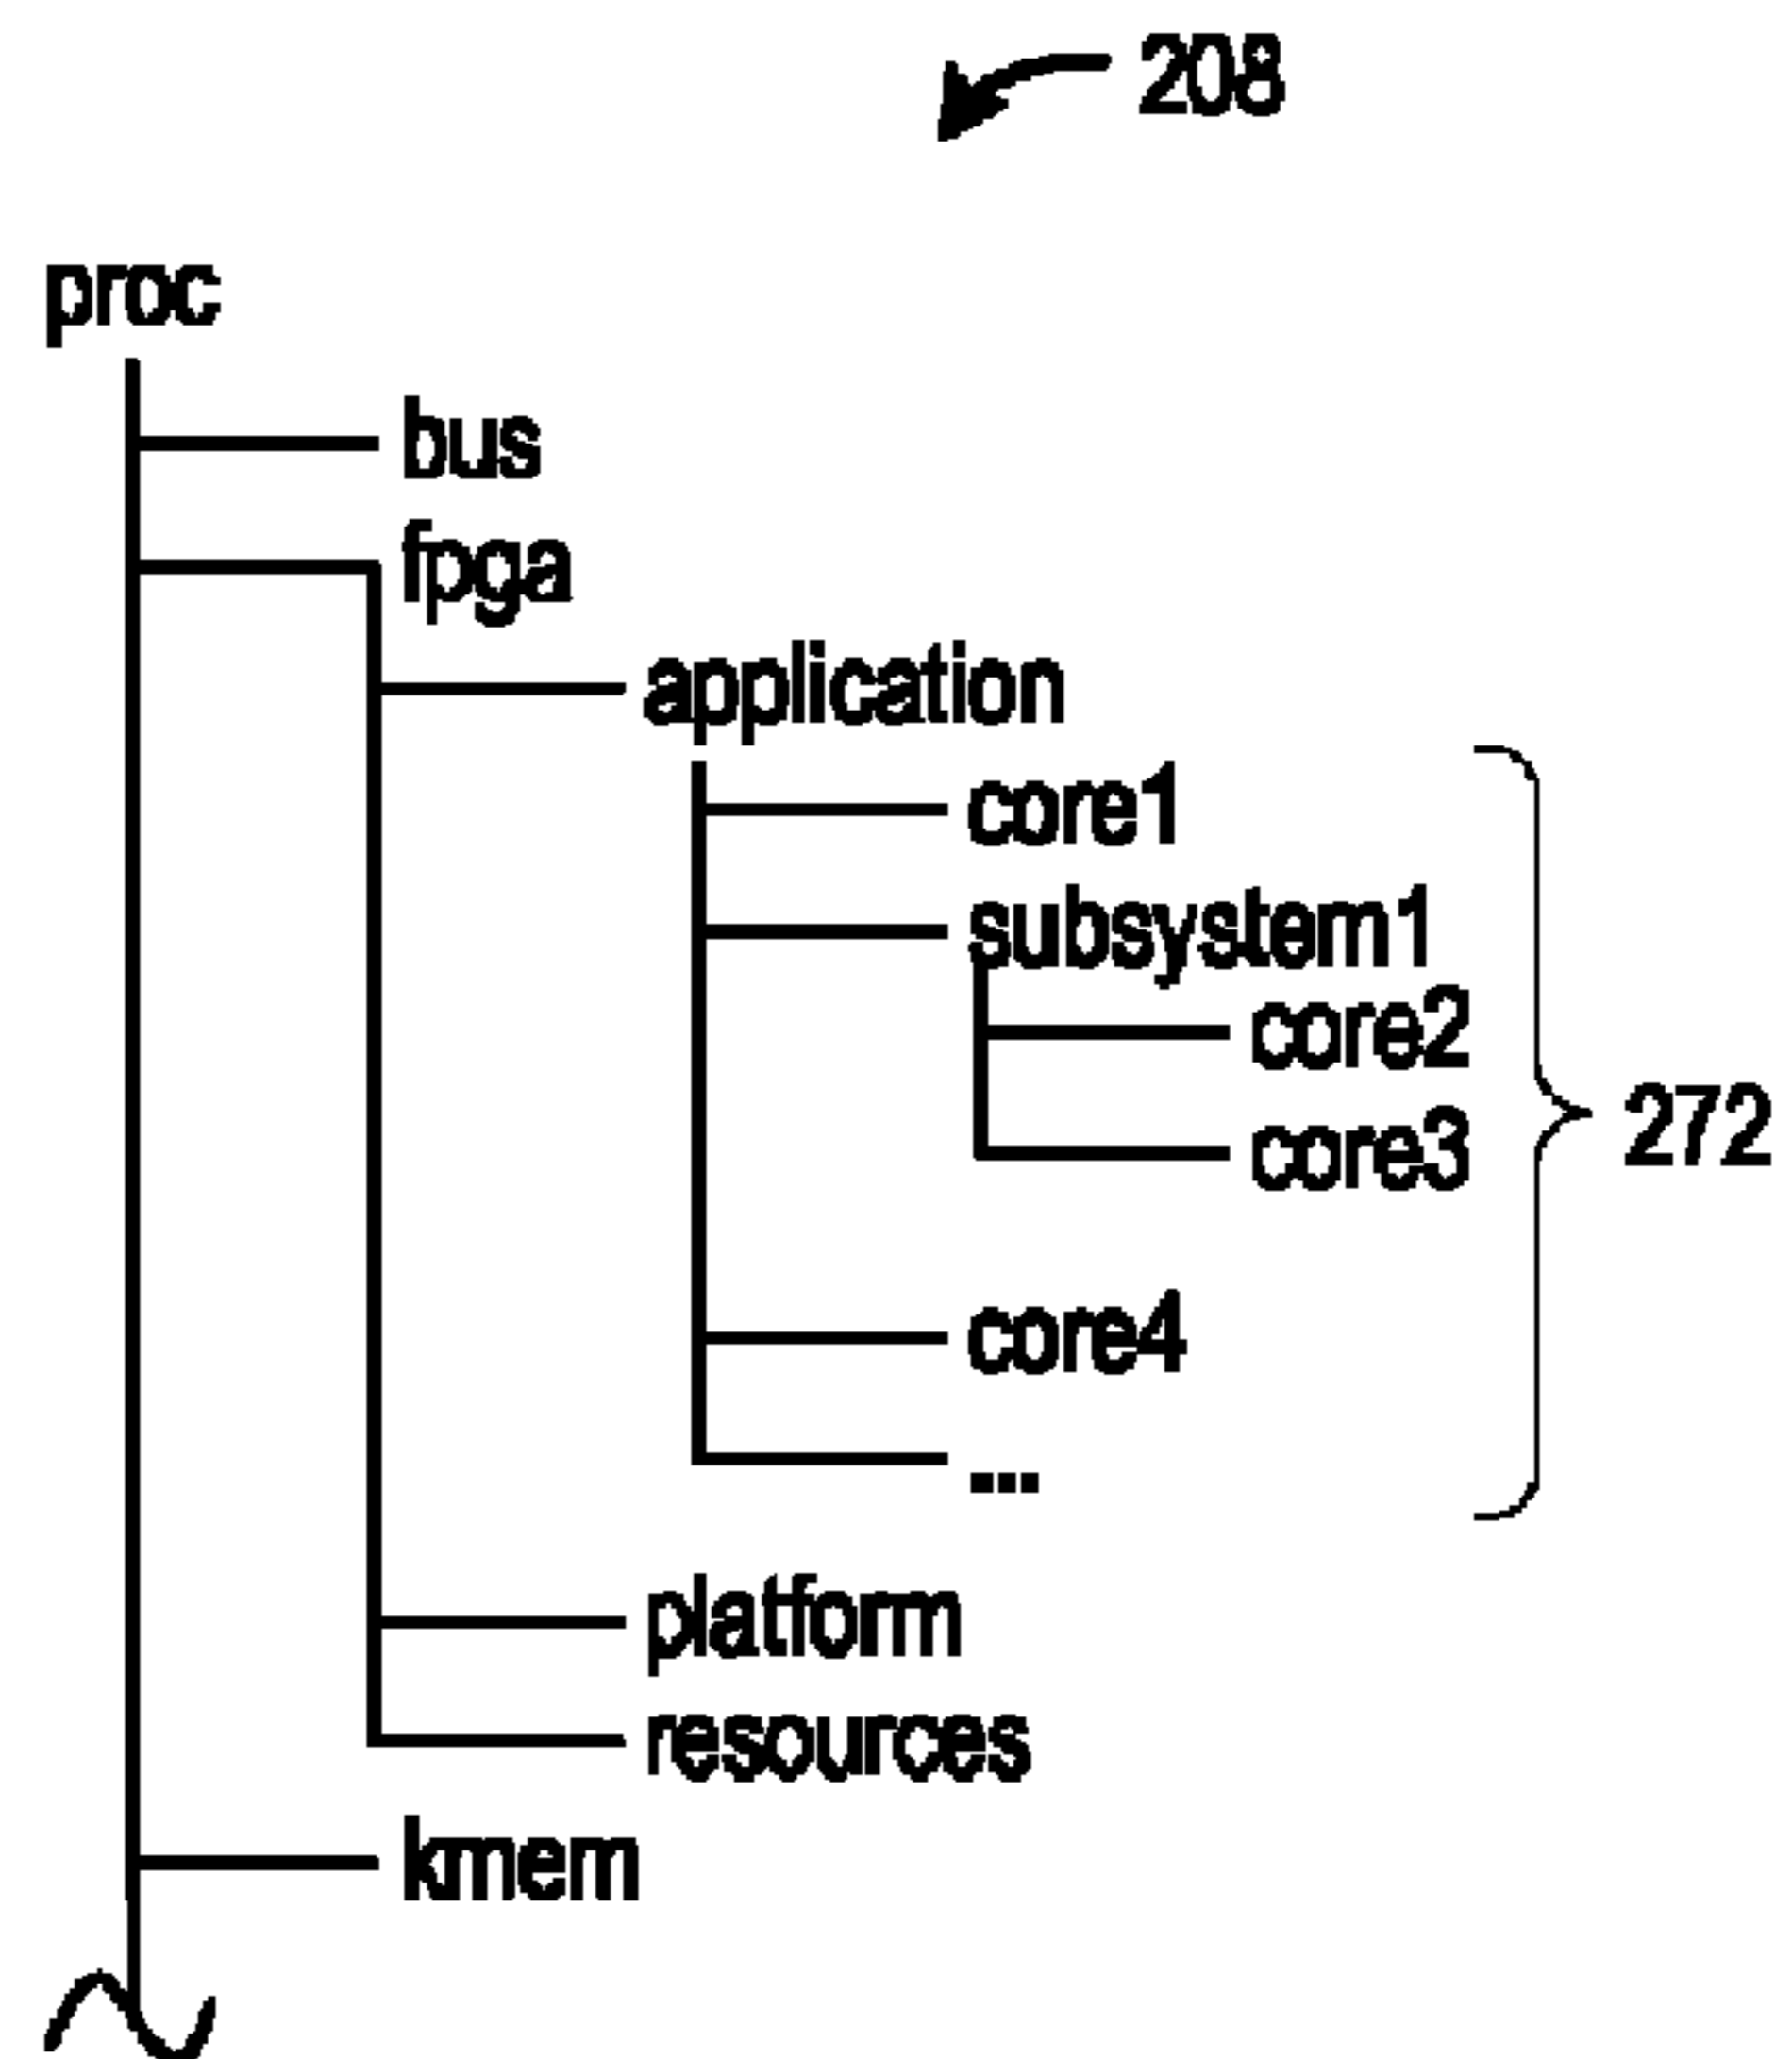 208
proc
bus
fpga
application
core1
subsystem1
core2
core3
272
core4
...
platform
resources
kmem